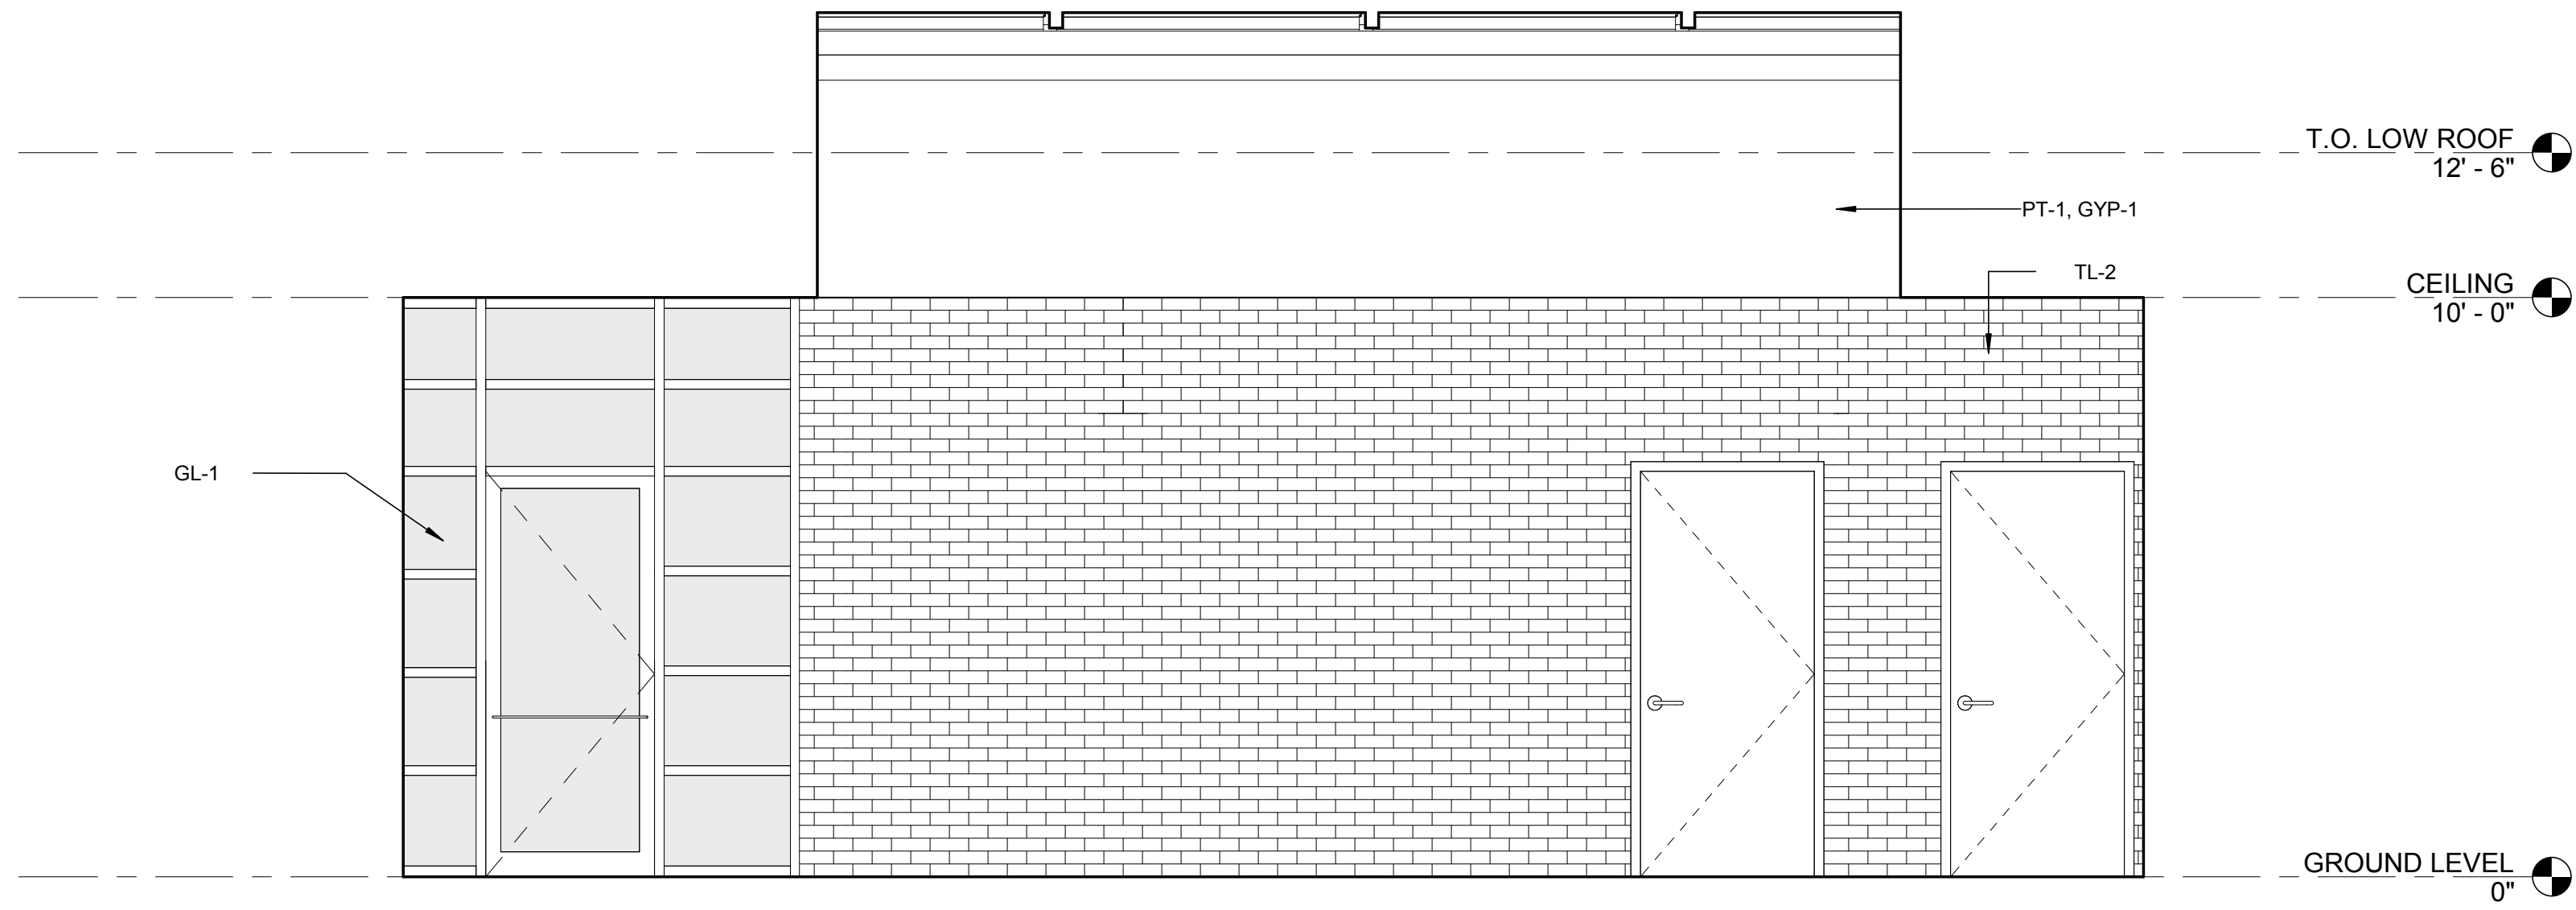 T.O. LOW ROOF
12' - 6"
PT-1, GYP-1
TL-2
CEILING
10' - 0"
GL-1
GROUND LEVEL
0"